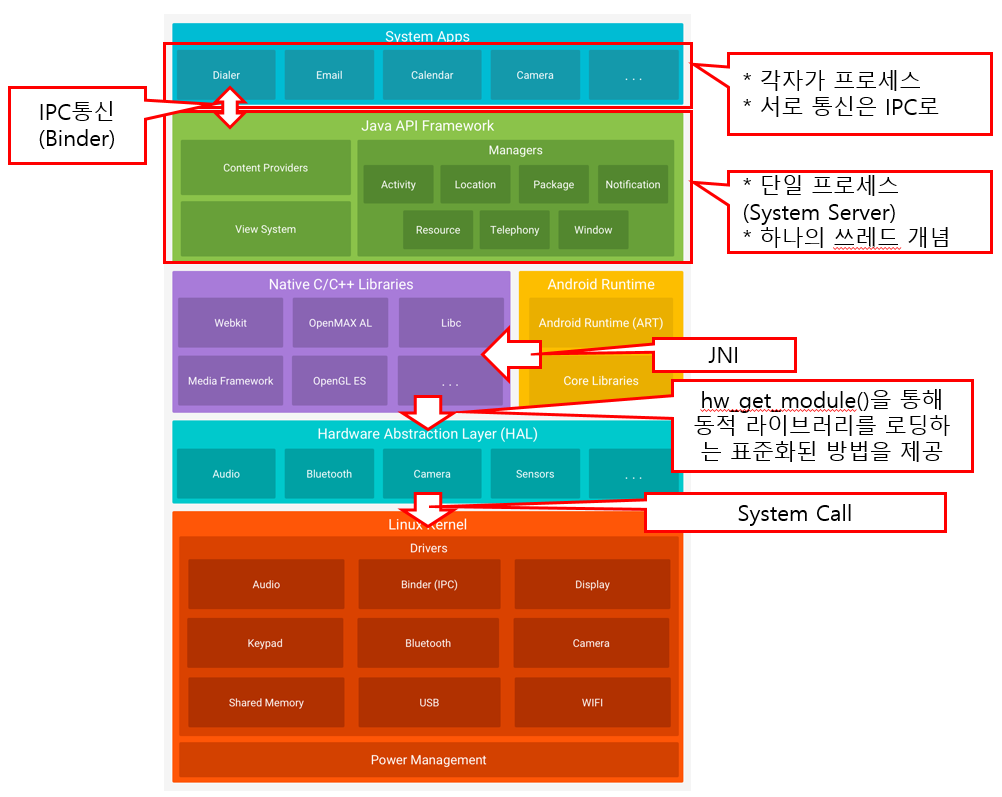 System Apps
Dialer
Email
Calendar
Camera
. . .
* 각자가 프로세스
* 서로 통신은 IPC로
IPC통신
(Binder)
Java API Framework
Content Providers
View System
Managers
Activity
Location
Package
Notification
Resource
Telephony
Window
* 단일 프로세스
(System Server)
* 하나의 쓰레드 개념
Native C/C++ Libraries
Webkit
OpenMAX AL
Libc
Media Framework
OpenGL ES
. . .
Android Runtime
Android Runtime (ART)
Core Libraries
JNI
hw_get_module()을 통해
동적 라이브러리를 로딩하
는 표준화된 방법을 제공
Hardware Abstraction Layer (HAL)
Audio
Bluetooth
Camera
Sensors
. . .
System Call
Linux Kernel
Drivers
Audio
Binder (IPC)
Display
Keypad
Bluetooth
Camera
Shared Memory
USB
WIFI
Power Management